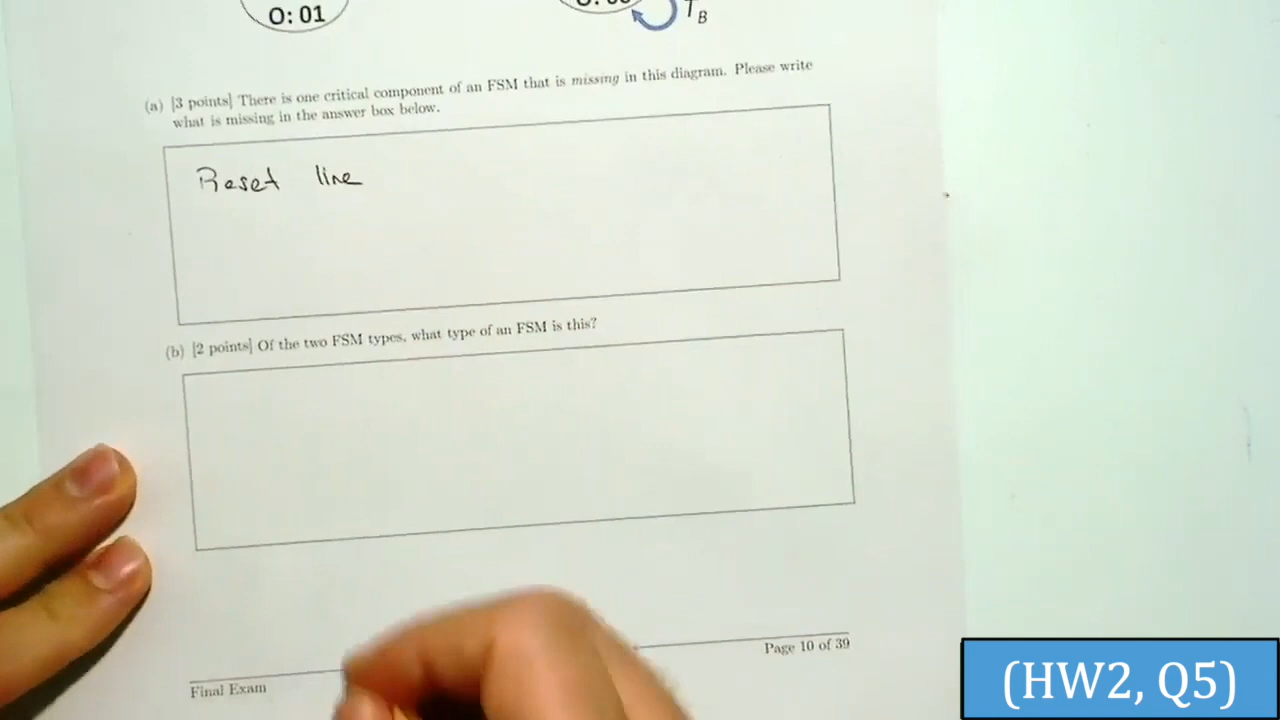 O: 01
T_B
(a) [3 points] There is one critical component of an FSM that is missing in this diagram. Please write
what is missing in the answer box below.
Reset line
(b) [2 points] Of the two FSM types, what type of an FSM is this?
Final Exam
Page 10 of 39
(HW2, Q5)